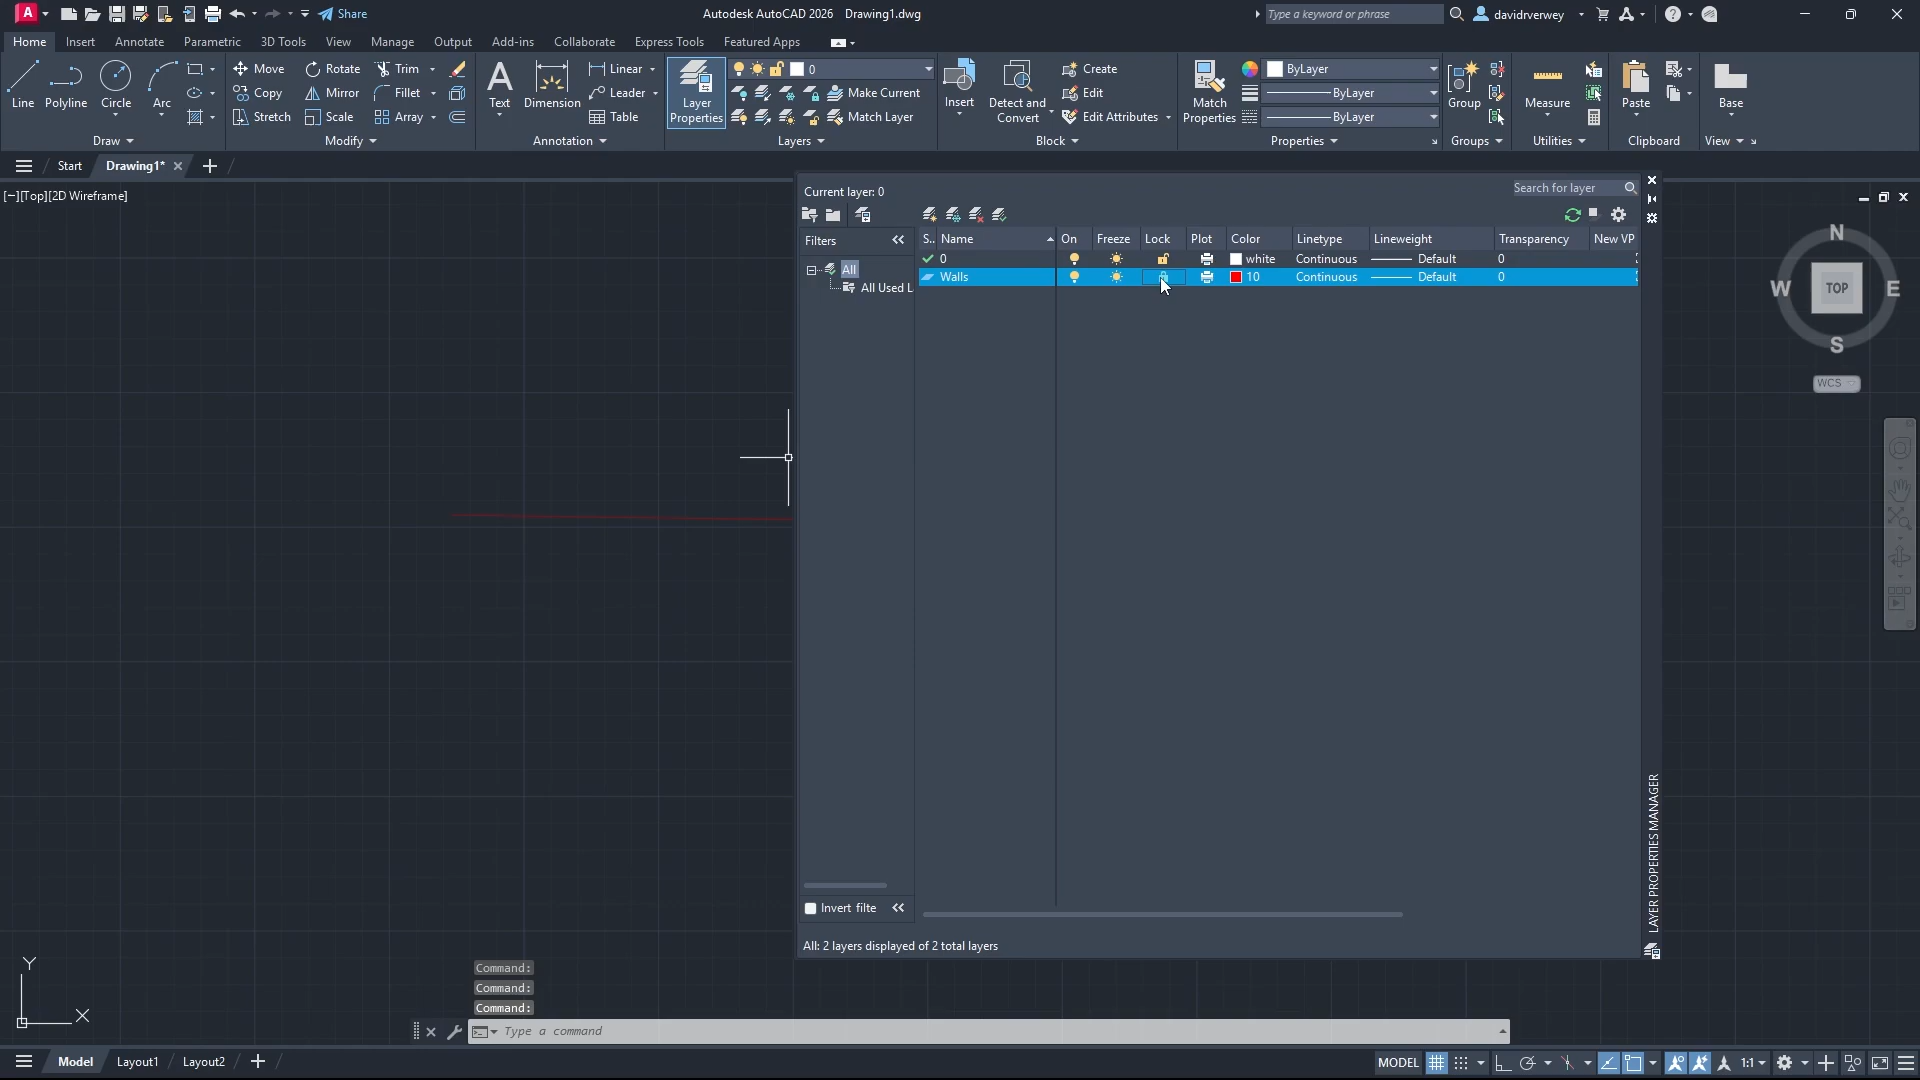 A Share Autodesk AutoCAD 2026 Drawing1.dwg Type a keyword or phrase davidrverwey
Home Insert Annotate Parametric 3D Tools View Manage Output Add-ins Collaborate Express Tools Featured Apps
Line Polyline Circle Arc
Move Rotate Trim
Copy Mirror Fillet
Stretch Scale Array
Text Dimension
Linear
Leader
Table
Layer Properties
0
Make Current
Match Layer
Insert
Detect and Convert
Create
Edit
Edit Attributes
Match Properties
ByLayer
ByLayer
ByLayer
Group
Measure
Paste
Base
Draw Modify Annotation Layers Block Properties Groups Utilities Clipboard View
Start Drawing1*
[−][Top][2D Wireframe]
Current layer: 0
Search for layer
Filters
All
All Used L
S.. Name On Freeze Lock Plot Color Linetype Lineweight Transparency New VP
0 white Continuous Default 0
Walls 10 Continuous Default 0
Invert filte
All: 2 layers displayed of 2 total layers
LAYER PROPERTIES MANAGER
N
W TOP E
S
WCS
Y
X
Command:
Command:
Command:
Type a command
Model Layout1 Layout2
MODEL 1:1